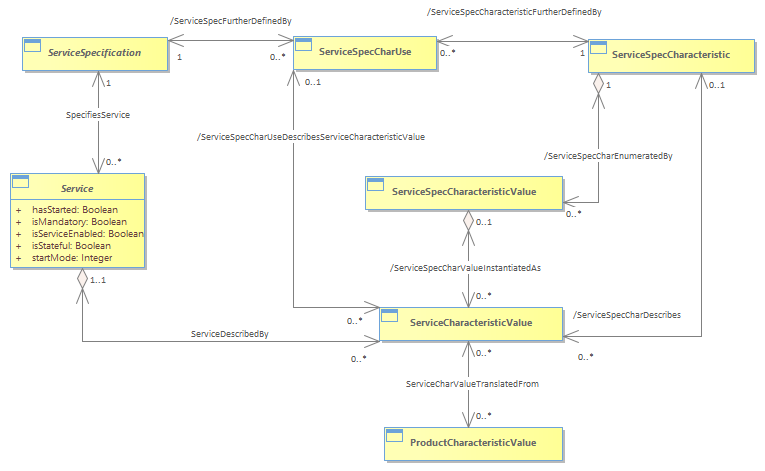 /ServiceSpecFurtherDefinedBy
/ServiceSpecCharacteristicFurtherDefinedBy
ServiceSpecification
ServiceSpecCharUse
ServiceSpecCharacteristic
1
0..*
0..*
1
1
0..1
1
0..1
SpecifiesService
/ServiceSpecCharUseDescribesServiceCharacteristicValue
/ServiceSpecCharEnumeratedBy
0..*
Service
+ hasStarted: Boolean
+ isMandatory: Boolean
+ isServiceEnabled: Boolean
+ isStateful: Boolean
+ startMode: Integer
ServiceSpecCharacteristicValue
0..*
0..1
/ServiceSpecCharValueInstantiatedAs
1..1
0..*
/ServiceSpecCharDescribes
0..*
ServiceCharacteristicValue
ServiceDescribedBy
0..*
0..*
0..*
ServiceCharValueTranslatedFrom
0..*
ProductCharacteristicValue